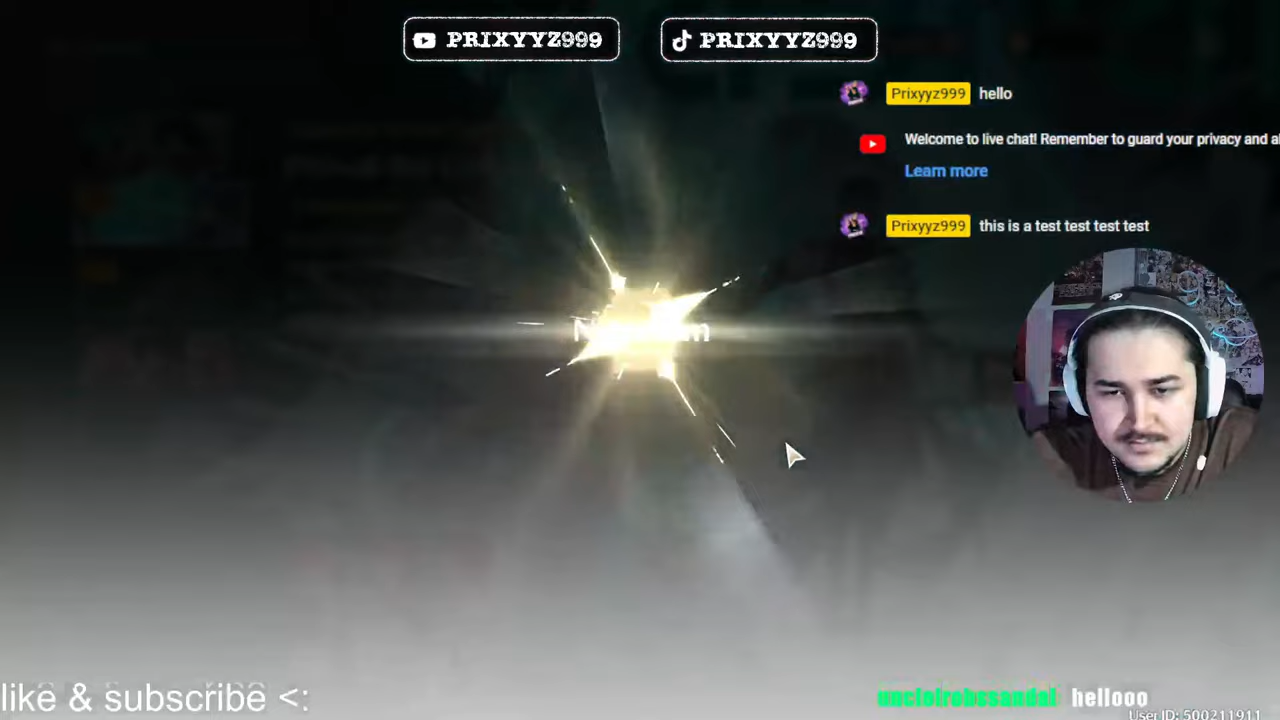 PRIXYYZ999
PRIXYYZ999
Prixyyz999 hello
Welcome to live chat! Remember to guard your privacy and a
Learn more
Prixyyz999 this is a test test test test
like & subscribe <:
unclolrobssandal hellooo
User ID: 500211911